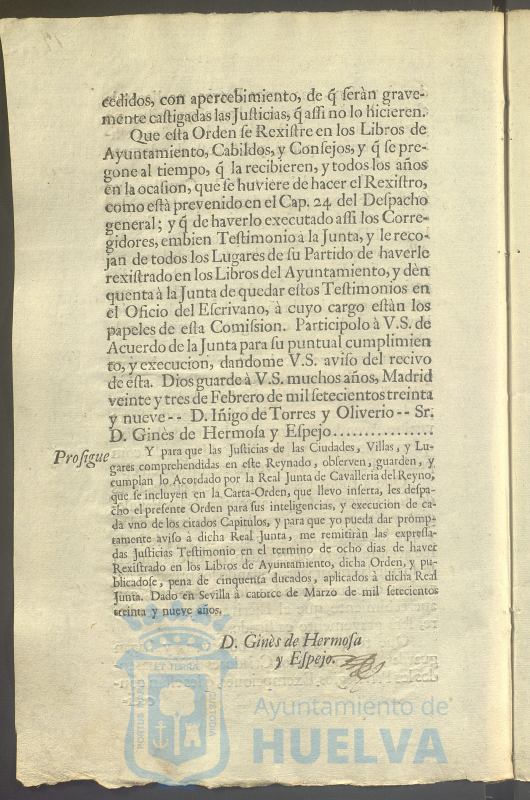 cedidos, con apercebimiento, de q̃ seràn grave-
mente castigadas las Justicias, q̃ assi no lo hicieren.
Que esta Orden se Rexistre en los Libros de
Ayuntamiento, Cabildos, y Consejos, y q̃ se pre-
gone al tiempo, q̃ la recibieren, y todos los años
en la ocasion, que se huviere de hacer el Rexistro,
como està prevenido en el Cap. 24 del Despacho
general; y q̃ de haverlo executado assi los Corre-
gidores, embien Testimonio à la Junta, y le reco-
jan de todos los Lugares de su Partido de haverle
rexistrado en los Libros del Ayuntamiento, y dèn
quenta à la Junta de quedar estos Testimonios en
el Oficio del Escrivano, à cuyo cargo estàn los
papeles de esta Comission. Participolo à V.S. de
Acuerdo de la Junta para su puntual cumplimien
to, y execucion, dandome V.S. aviso del recivo
de èsta. Dios guarde à V.S. muchos años, Madrid
veinte y tres de Febrero de mil setecientos treinta
y nueve-- D. Iñigo de Torres y Oliverio-- Sr.
D. Ginès de Hermosa y Espejo................
Prosigue Y para que las Justicias de las Ciudades, Villas, y Lu-
gares comprehendidas en este Reynado, observen, guarden, y
cumplan lo Acordado por la Real Junta de Cavalleria del Reyno,
que se incluyen en la Carta-Orden, que llevo inserta, les despa-
cho el presente Orden para sus inteligencias, y execucion de ca-
da vno de los citados Capitulos, y para que yo pueda dar promp-
tamente aviso à dicha Real Junta, me remitiràn las expressa-
das Justicias Testimonio en el termino de ocho dias de haver
Rexistrado en los Libros de Ayuntamiento, dicha Orden, y pu-
blicadose, pena de cinquenta ducados, aplicados à dicha Real
Junta. Dado en Sevilla à catorce de Marzo de mil setecientos
treinta y nueve años.
D. Ginès de Hermosa
y Espejo.
PORTUS MARIS ET TERRÆ CUSTODIA
Ayuntamiento de
HUELVA